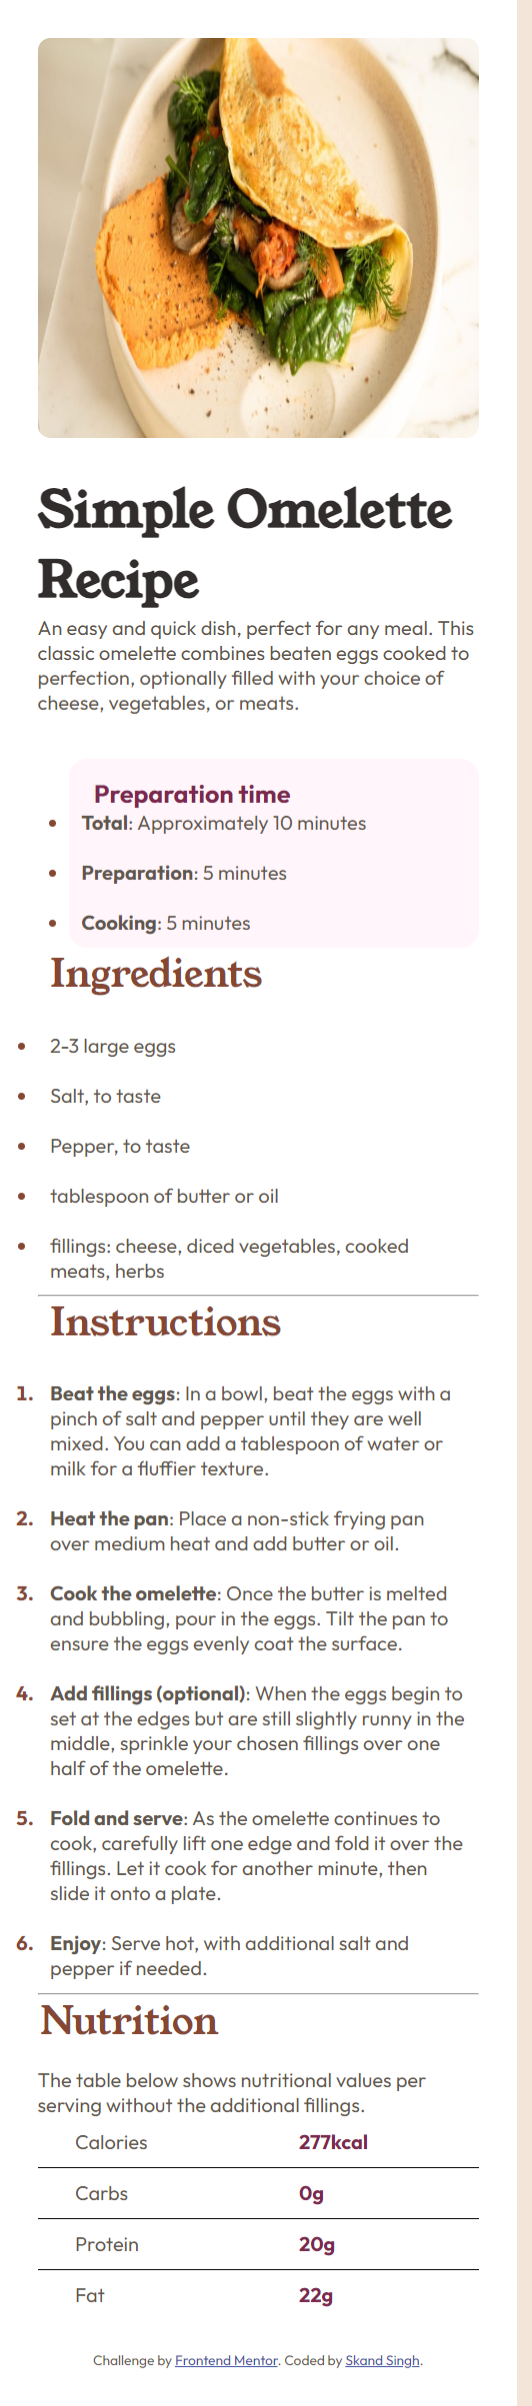 Simple Omelette
Recipe
An easy and quick dish, perfect for any meal. This
classic omelette combines beaten eggs cooked to
perfection, optionally filled with your choice of
cheese, vegetables, or meats.
Preparation time
• Total: Approximately 10 minutes
• Preparation: 5 minutes
• Cooking: 5 minutes
Ingredients
• 2-3 large eggs
• Salt, to taste
• Pepper, to taste
• tablespoon of butter or oil
• fillings: cheese, diced vegetables, cooked
meats, herbs
Instructions
1. Beat the eggs: In a bowl, beat the eggs with a
pinch of salt and pepper until they are well
mixed. You can add a tablespoon of water or
milk for a fluffier texture.
2. Heat the pan: Place a non-stick frying pan
over medium heat and add butter or oil.
3. Cook the omelette: Once the butter is melted
and bubbling, pour in the eggs. Tilt the pan to
ensure the eggs evenly coat the surface.
4. Add fillings (optional): When the eggs begin to
set at the edges but are still slightly runny in the
middle, sprinkle your chosen fillings over one
half of the omelette.
5. Fold and serve: As the omelette continues to
cook, carefully lift one edge and fold it over the
fillings. Let it cook for another minute, then
slide it onto a plate.
6. Enjoy: Serve hot, with additional salt and
pepper if needed.
Nutrition
The table below shows nutritional values per
serving without the additional fillings.
Calories 277kcal
Carbs 0g
Protein 20g
Fat 22g
Challenge by Frontend Mentor. Coded by Skand Singh.